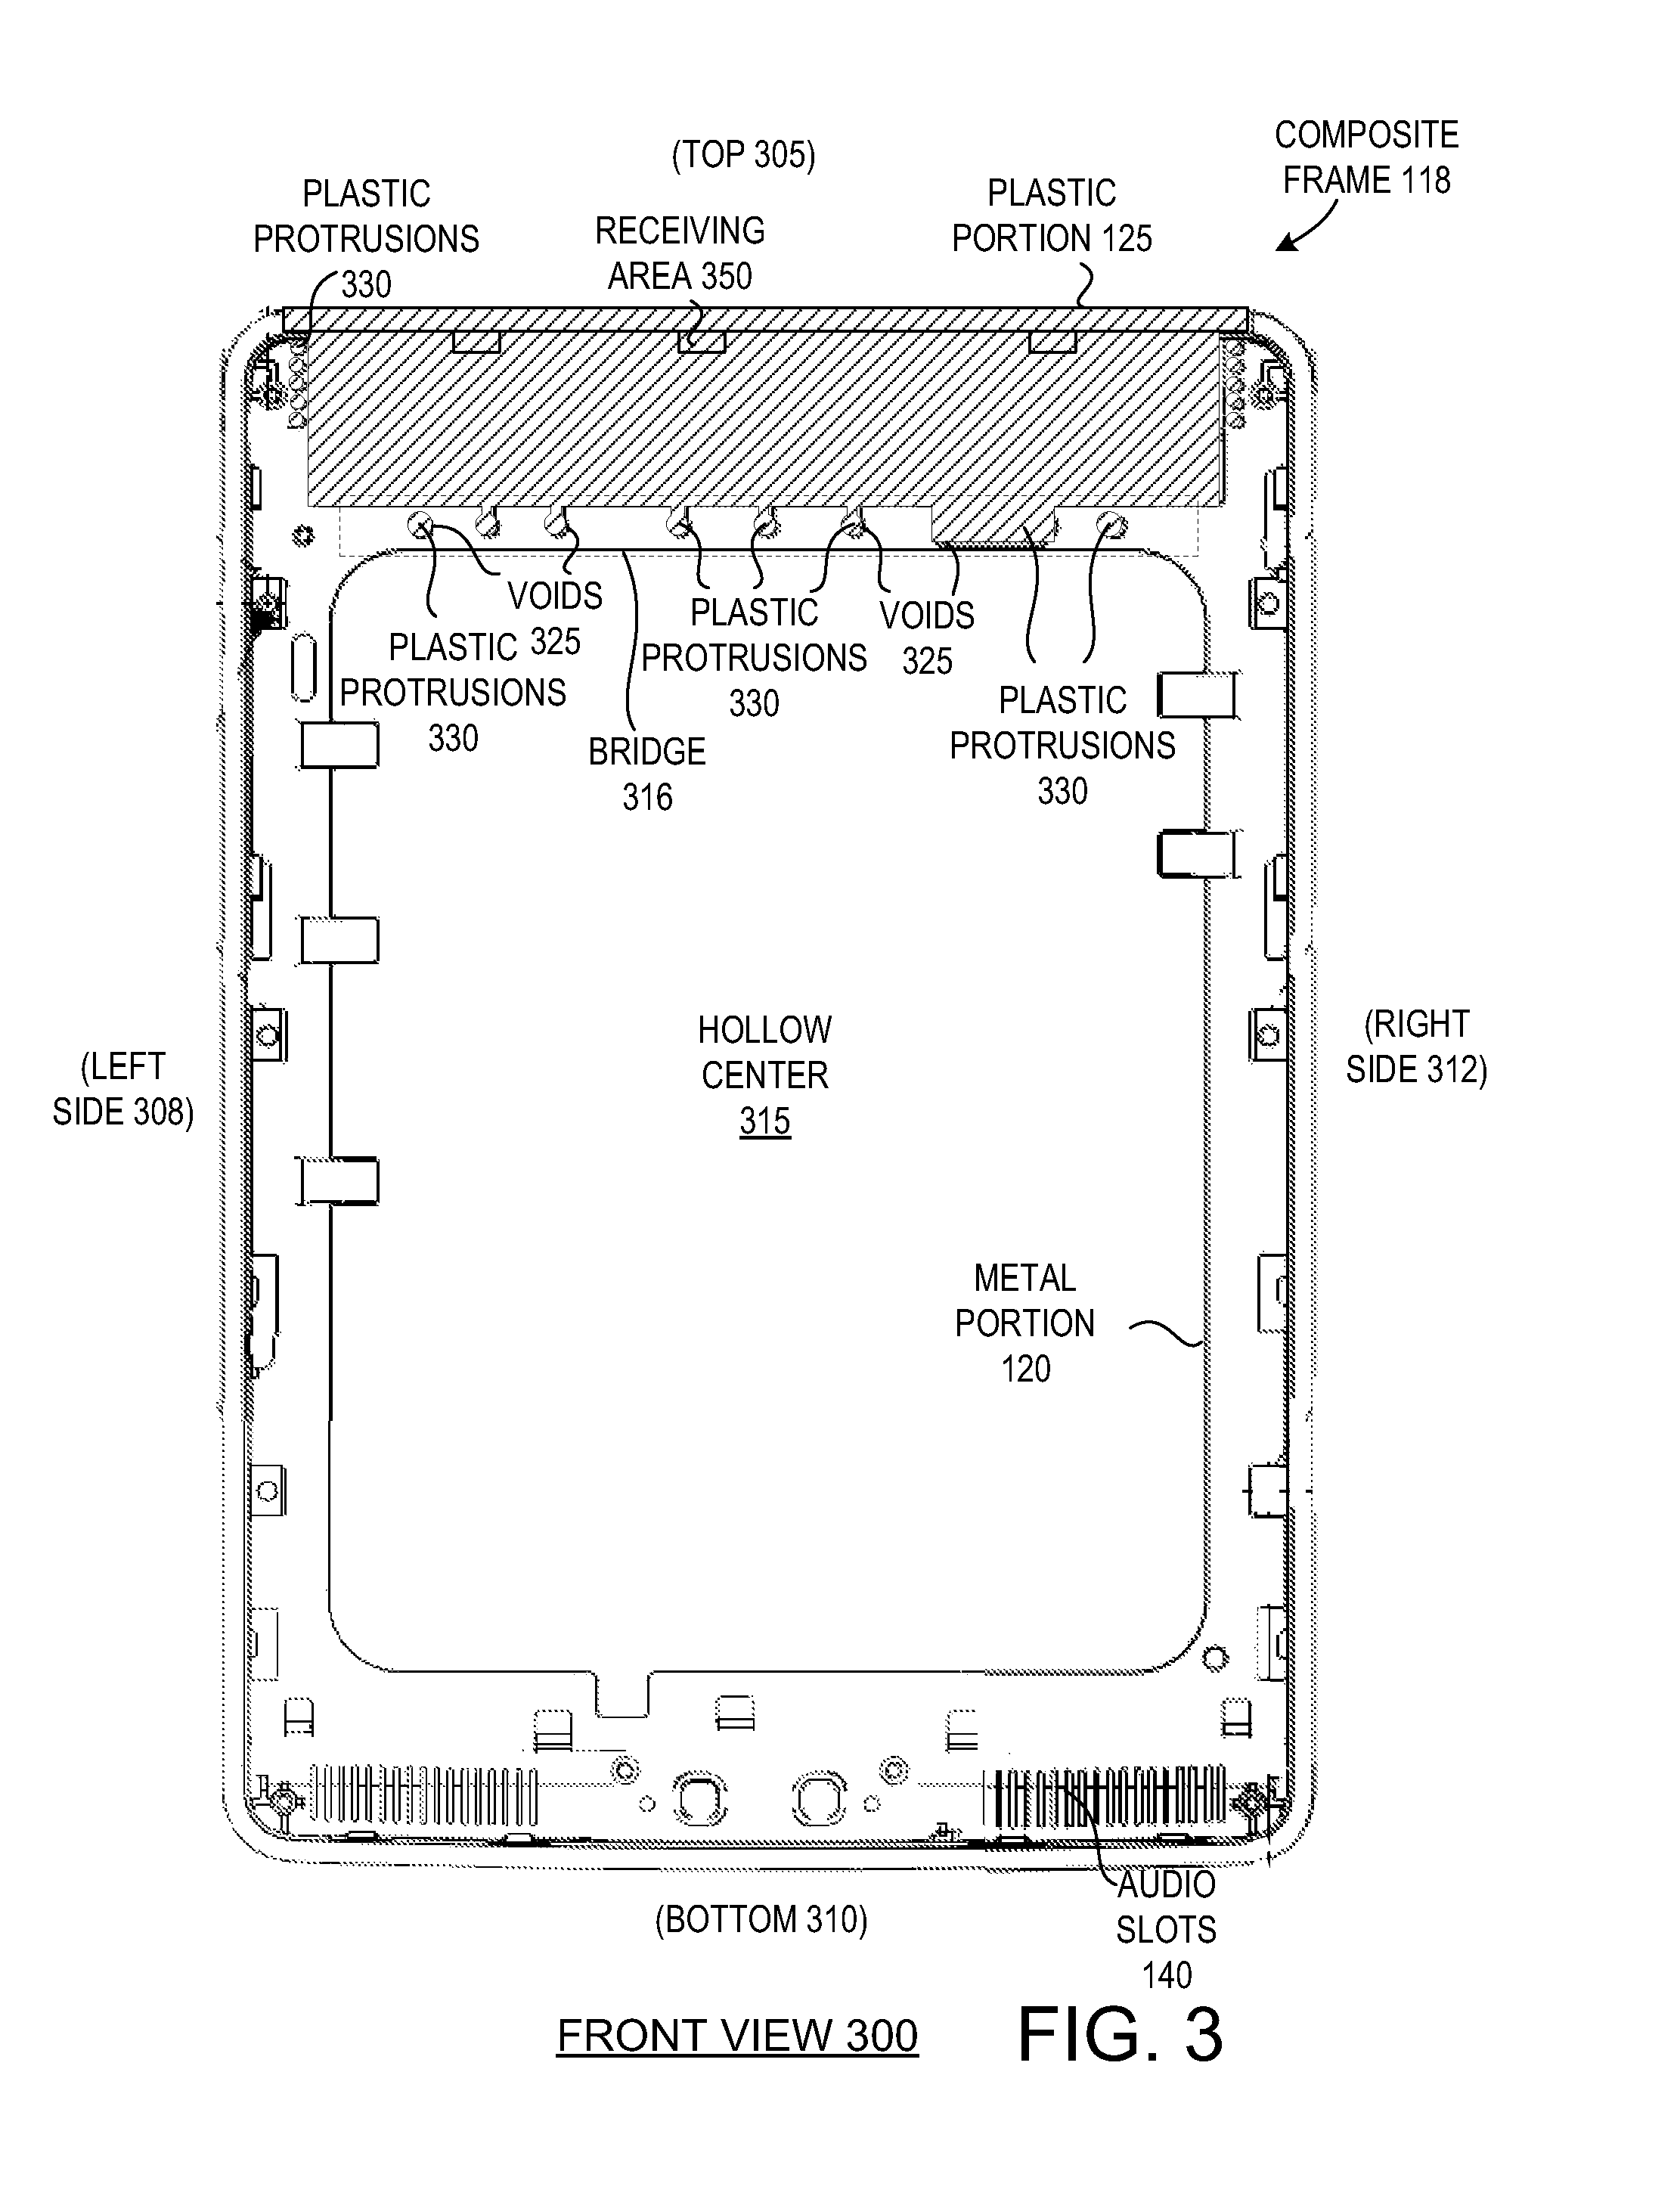 (TOP 305)
COMPOSITE
FRAME 118
PLASTIC
PROTRUSIONS
330
RECEIVING
AREA 350
PLASTIC
PORTION 125
VOIDS
325
PLASTIC
PROTRUSIONS
330
PLASTIC
PROTRUSIONS
330
VOIDS
325
PLASTIC
PROTRUSIONS
330
BRIDGE
316
HOLLOW
CENTER
315
(LEFT
SIDE 308)
(RIGHT
SIDE 312)
METAL
PORTION
120
AUDIO
SLOTS
140
(BOTTOM 310)
FRONT VIEW 300
FIG. 3